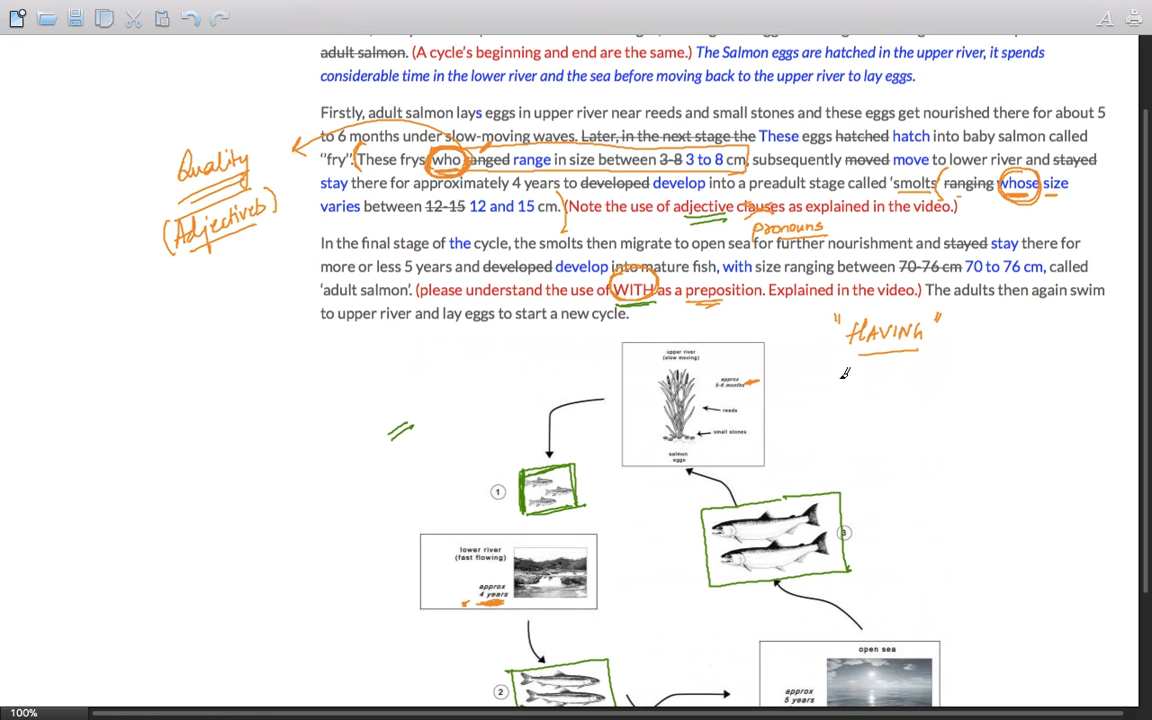 adult salmon. (A cycle's beginning and end are the same.) The Salmon eggs are hatched in the upper river, it spends
considerable time in the lower river and the sea before moving back to the upper river to lay eggs.
Firstly, adult salmon lays eggs in upper river near reeds and small stones and these eggs get nourished there for about 5
to 6 months under slow-moving waves. Later, in the next stage the These eggs hatched hatch into baby salmon called
"fry". These frys who ranged range in size between 3-8 3 to 8 cm, subsequently moved move to lower river and stayed
stay there for approximately 4 years to developed develop into a preadult stage called 'smolts' ranging whose size
varies between 12-15 12 and 15 cm. (Note the use of adjective clauses as explained in the video.)
pronouns
Quality
(Adjectives)
In the final stage of the cycle, the smolts then migrate to open sea for further nourishment and stayed stay there for
more or less 5 years and developed develop into mature fish, with size ranging between 70-76 cm 70 to 76 cm, called
'adult salmon'. (please understand the use of WITH as a preposition. Explained in the video.) The adults then again swim
to upper river and lay eggs to start a new cycle.
"HAVING"
upper river
(slow moving)
approx
5-6 months
reeds
small stones
salmon
eggs
1
3
lower river
(fast flowing)
approx
4 years
2
open sea
approx
5 years
100%